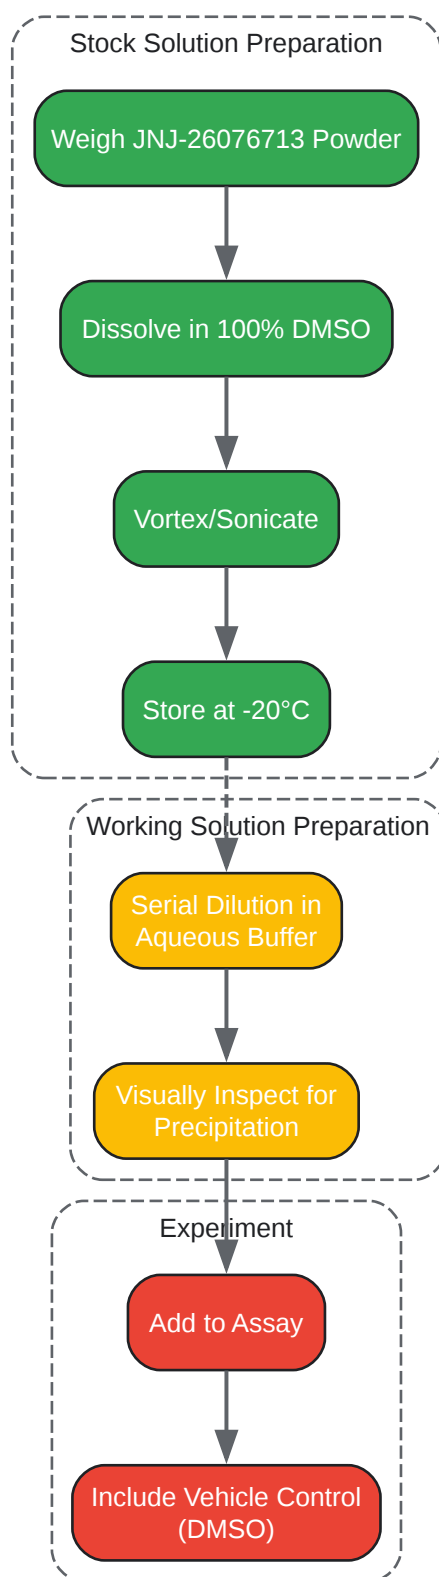 Stock Solution Preparation
Weigh JNJ-26076713 Powder
Dissolve in 100% DMSO
Vortex/Sonicate
Store at -20°C
Working Solution Preparation
Serial Dilution in
Aqueous Buffer
Visually Inspect for
Precipitation
Experiment
Add to Assay
Include Vehicle Control
(DMSO)